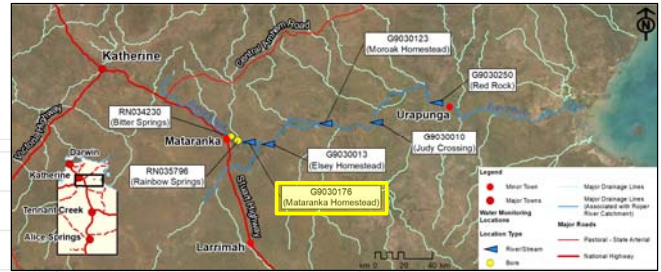 G9030123
(Moroak Homestead)
Central Arnhem Road
Katherine
G9030250
(Red Rock)
RN034230
(Bitter Springs)
Urapunga
Victoria Highway
Mataranka
G9030010
(Judy Crossing)
G9030013
(Elsey Homestead)
RN035796
(Rainbow Springs)
Darwin
Katherine
Stuart Highway
G9030176
(Mataranka Homestead)
Tennant Creek
Alice Springs
Larrimah
km 0 20 40 km
N
Legend
Minor Town
Major Towns
Water Monitoring
Locations
Location Type
River/Stream
Bore
Major Drainage Lines
Major Drainage Lines
(Associated with Roper
River Catchment)
Major Roads
Pastoral - State Arterial
National Highway